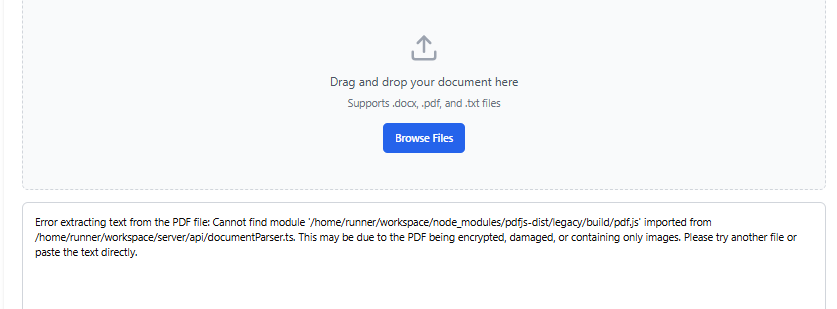 Drag and drop your document here
Supports .docx, .pdf, and .txt files
Browse Files
Error extracting text from the PDF file: Cannot find module '/home/runner/workspace/node_modules/pdfjs-dist/legacy/build/pdf.js' imported from
/home/runner/workspace/server/api/documentParser.ts. This may be due to the PDF being encrypted, damaged, or containing only images. Please try another file or
paste the text directly.